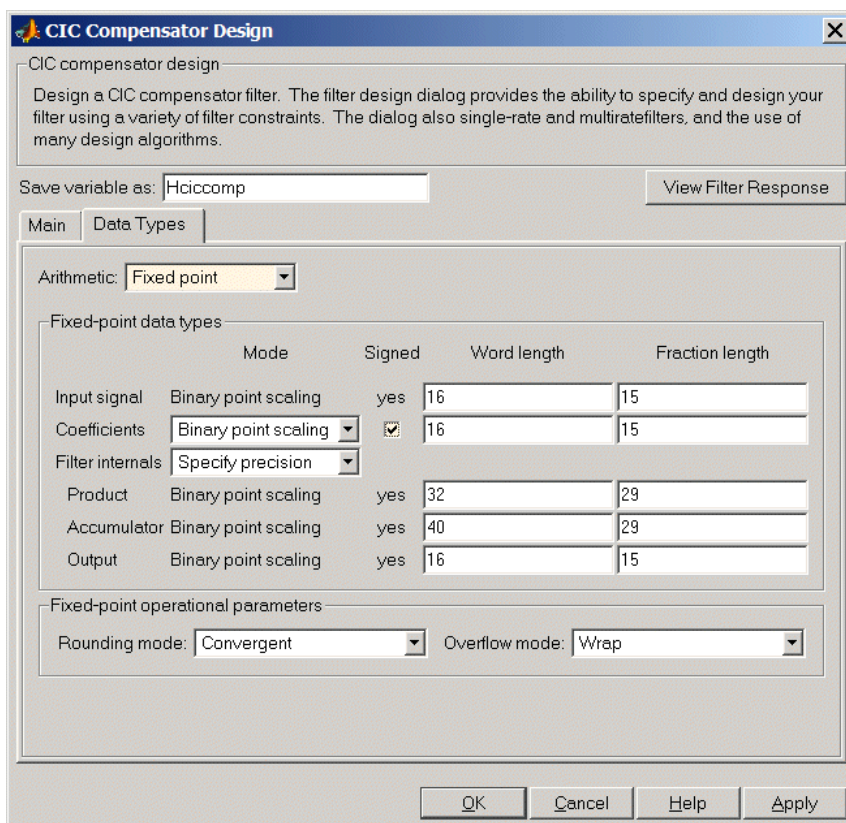 CIC Compensator Design
CIC compensator design
Design a CIC compensator filter. The filter design dialog provides the ability to specify and design your
filter using a variety of filter constraints. The dialog also single-rate and multiratefilters, and the use of
many design algorithms.
Save variable as: Hciccomp View Filter Response
Main Data Types
Arithmetic: Fixed point
Fixed-point data types
Mode Signed Word length Fraction length
Input signal Binary point scaling yes 16 15
Coefficients Binary point scaling 16 15
Filter internals Specify precision
Product Binary point scaling yes 32 29
Accumulator Binary point scaling yes 40 29
Output Binary point scaling yes 16 15
Fixed-point operational parameters
Rounding mode: Convergent Overflow mode: Wrap
OK Cancel Help Apply